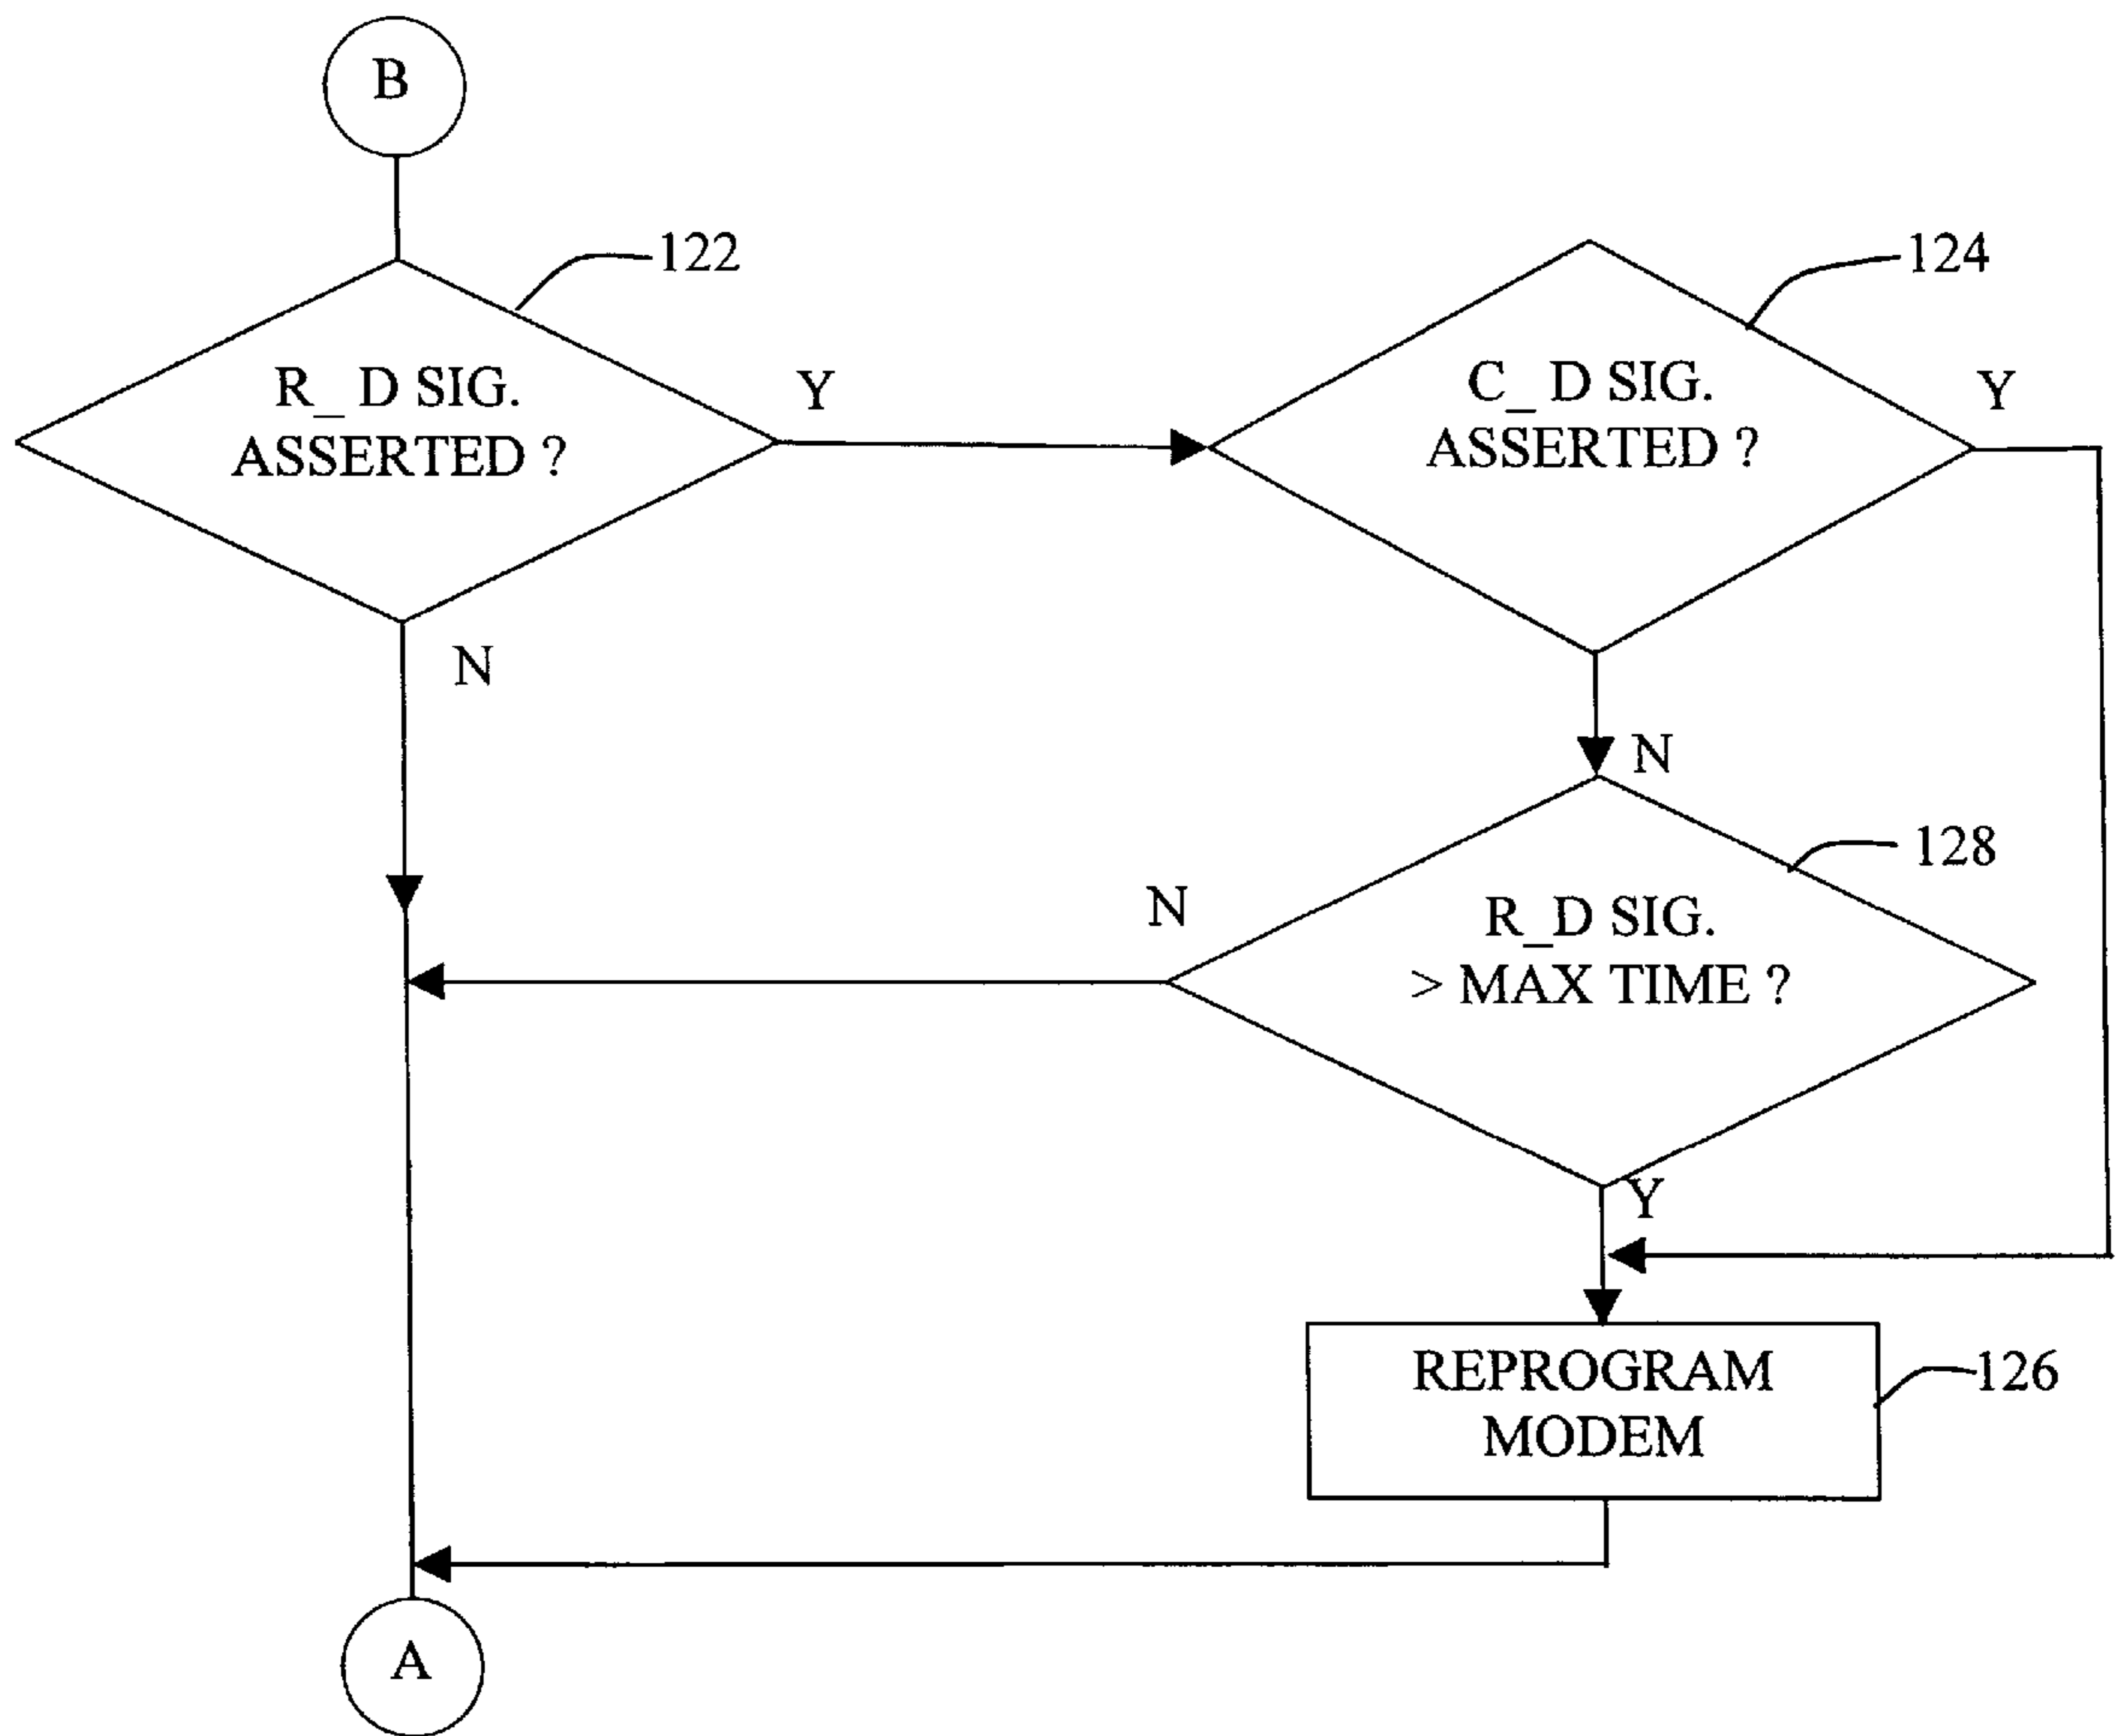 B
122
124
R_ D SIG.
ASSERTED ?
Y
C_ D SIG.
ASSERTED ?
Y
N
N
128
N
R_D SIG.
> MAX TIME ?
Y
REPROGRAM
MODEM
126
A